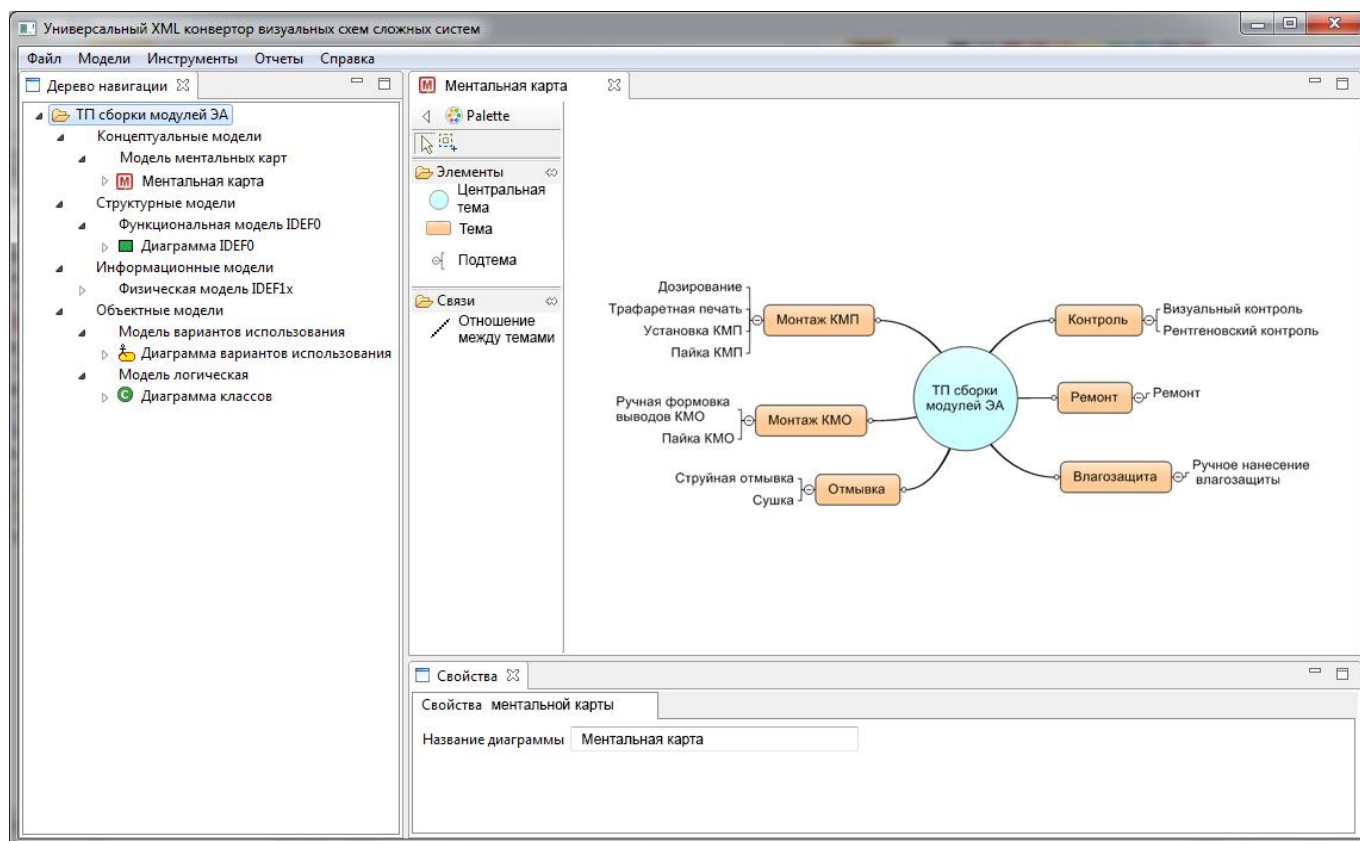 Универсальный XML конвертор визуальных схем сложных систем
Файл Модели Инструменты Отчеты Справка
Дерево навигации
ТП сборки модулей ЭА
Концептуальные модели
Модель ментальных карт
Ментальная карта
Структурные модели
Функциональная модель IDEF0
Диаграмма IDEF0
Информационные модели
Физическая модель IDEF1x
Объектные модели
Модель вариантов использования
Диаграмма вариантов использования
Модель логическая
Диаграмма классов
Ментальная карта
Palette
Элементы
Центральная
тема
Тема
Подтема
Связи
Отношение
между темами
Дозирование
Трафаретная печать
Установка КМП
Пайка КМП
Монтаж КМП
Ручная формовка
выводов КМО
Пайка КМО
Монтаж КМО
Струйная отмывка
Сушка
Отмывка
ТП сборки
модулей ЭА
Контроль
Визуальный контроль
Рентгеновский контроль
Ремонт
Ремонт
Влагозащита
Ручное нанесение
влагозащиты
Свойства
Свойства ментальной карты
Название диаграммы Ментальная карта